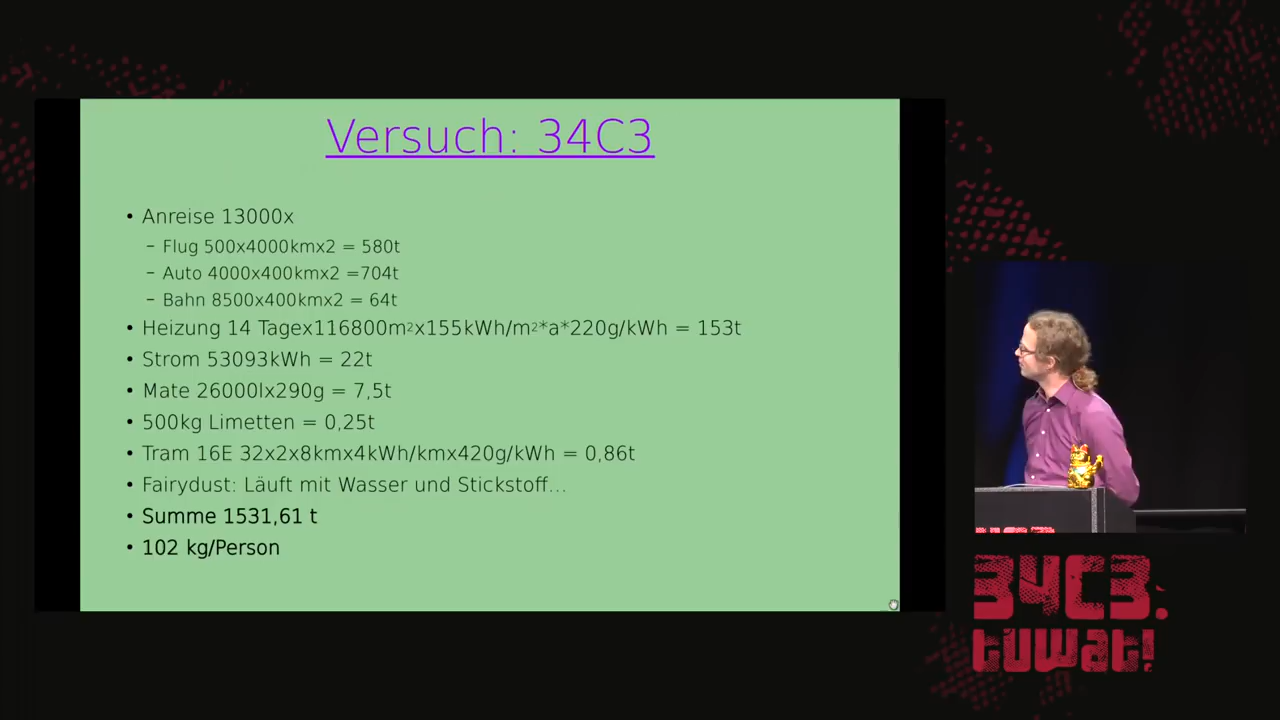 Versuch: 34C3
• Anreise 13000x
– Flug 500x4000kmx2 = 580t
– Auto 4000x400kmx2 =704t
– Bahn 8500x400kmx2 = 64t
• Heizung 14 Tagex116800m²x155kWh/m²*a*220g/kWh = 153t
• Strom 53093kWh = 22t
• Mate 26000lx290g = 7,5t
• 500kg Limetten = 0,25t
• Tram 16E 32x2x8kmx4kWh/kmx420g/kWh = 0,86t
• Fairydust: Läuft mit Wasser und Stickstoff...
• Summe 1531,61 t
• 102 kg/Person
34C3.
tuwat!